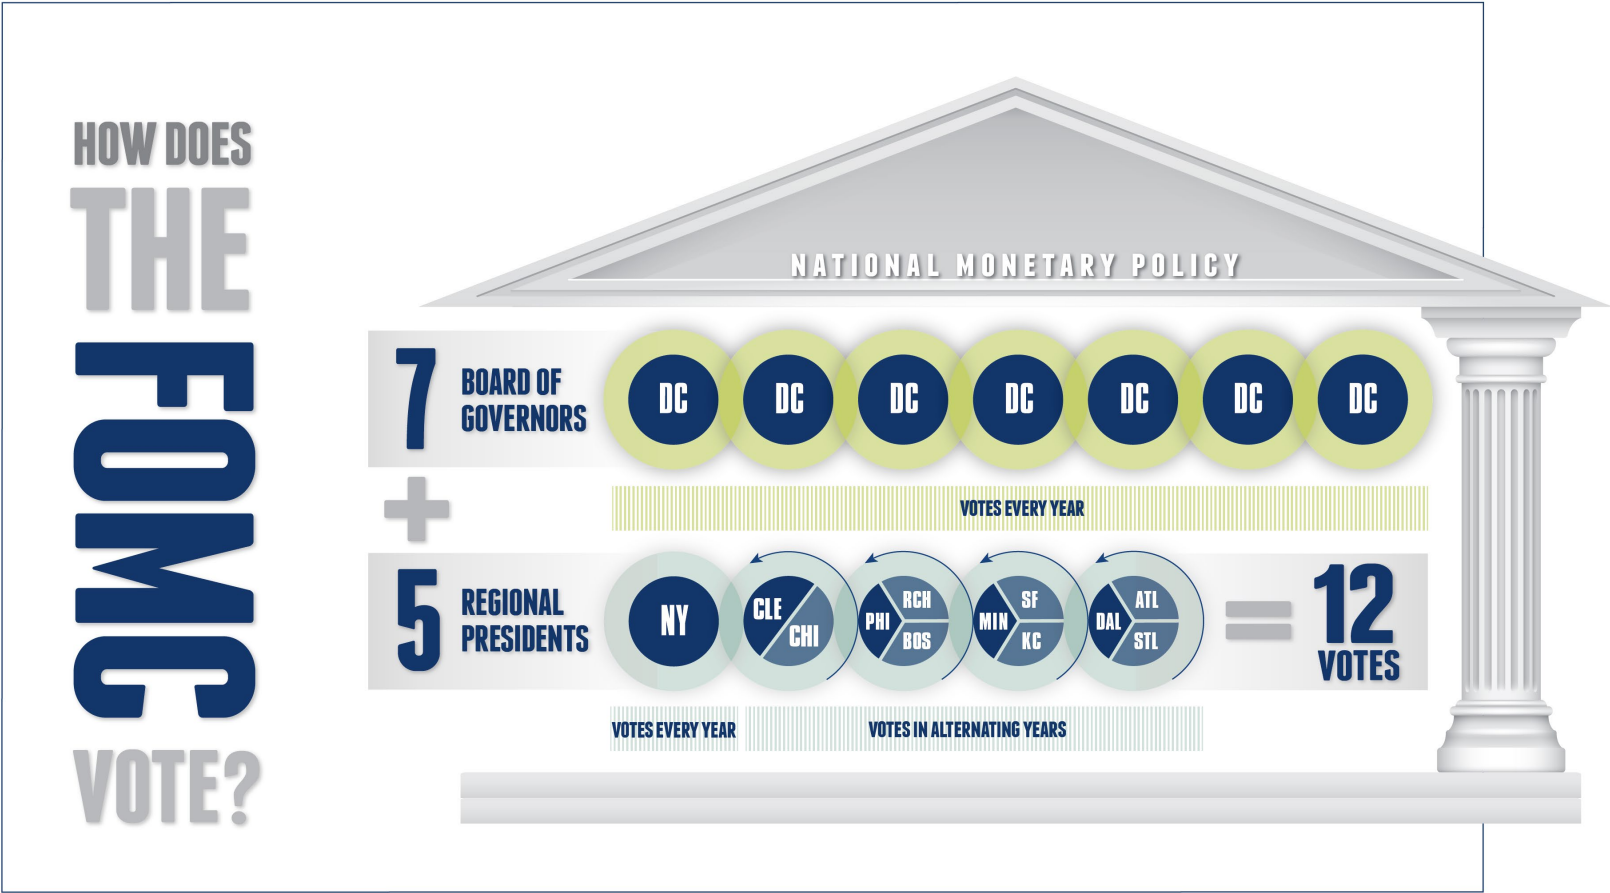 HOW DOES
THE
FOMC
VOTE?
NATIONAL MONETARY POLICY
7
BOARD OF
GOVERNORS
DC DC DC DC DC DC DC
VOTES EVERY YEAR
+
5
REGIONAL
PRESIDENTS
NY
CLE
CHI
PHI
RCH
BOS
MIN
SF
KC
DAL
ATL
STL
=
12
VOTES
VOTES EVERY YEAR
VOTES IN ALTERNATING YEARS